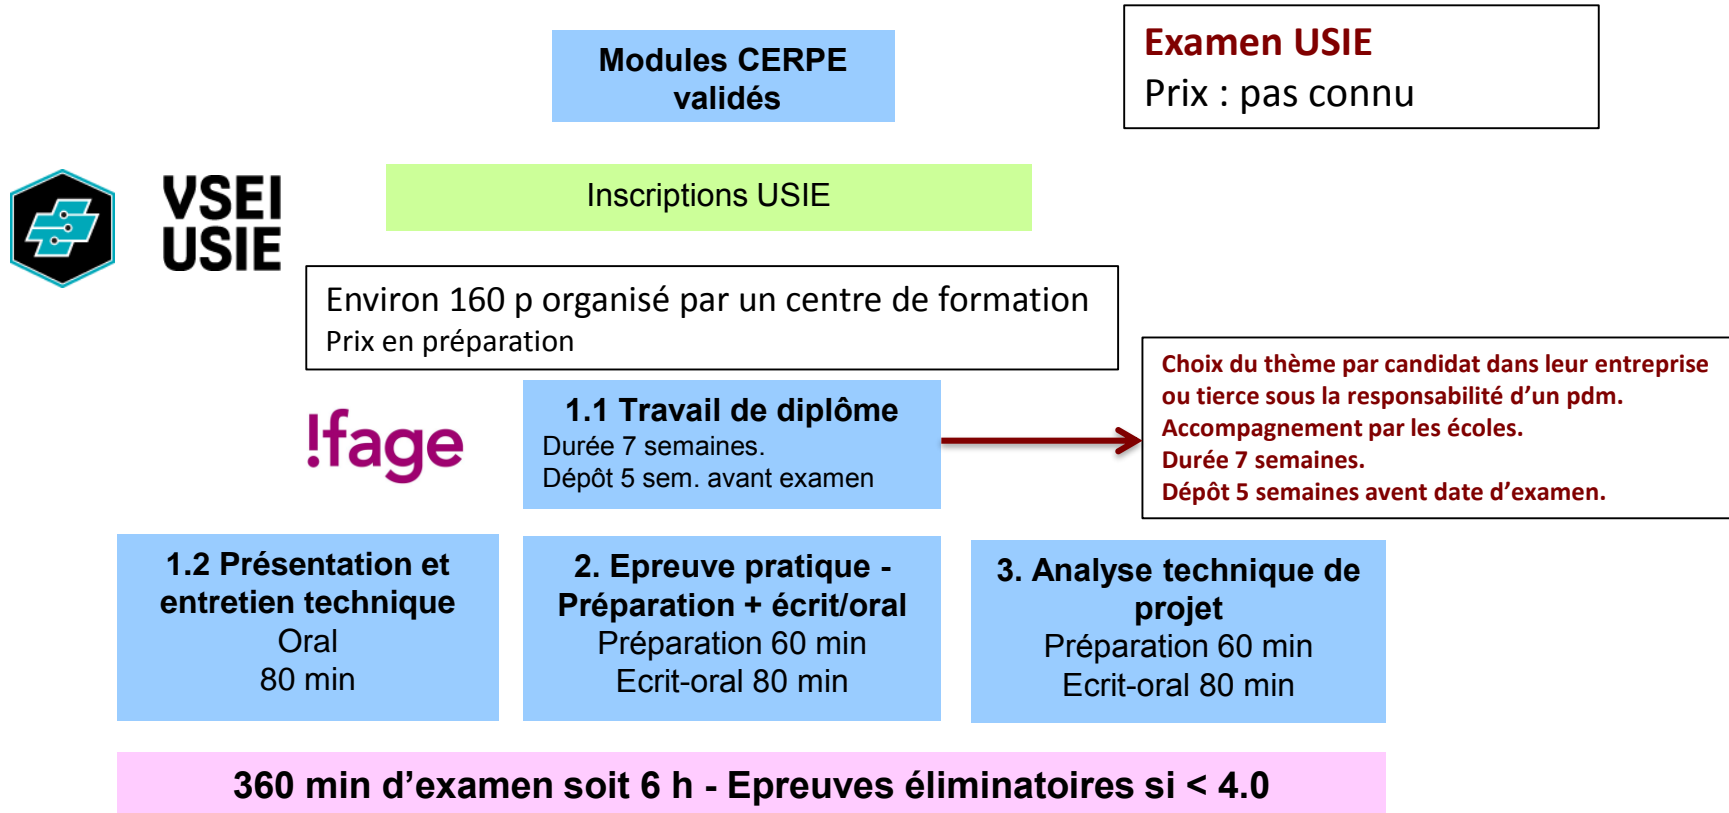 Modules CERPE
validés
Examen USIE
Prix : pas connu
Inscriptions USIE
VSEI
USIE
Environ 160 p organisé par un centre de formation
Prix en préparation
Choix du thème par candidat dans leur entreprise
ou tierce sous la responsabilité d’un pdm.
Accompagnement par les écoles.
Durée 7 semaines.
Dépôt 5 semaines avent date d’examen.
!fage
1.1 Travail de diplôme
Durée 7 semaines.
Dépôt 5 sem. avant examen
1.2 Présentation et
entretien technique
Oral
80 min
2. Epreuve pratique -
Préparation + écrit/oral
Préparation 60 min
Ecrit-oral 80 min
3. Analyse technique de
projet
Préparation 60 min
Ecrit-oral 80 min
360 min d’examen soit 6 h - Epreuves éliminatoires si < 4.0